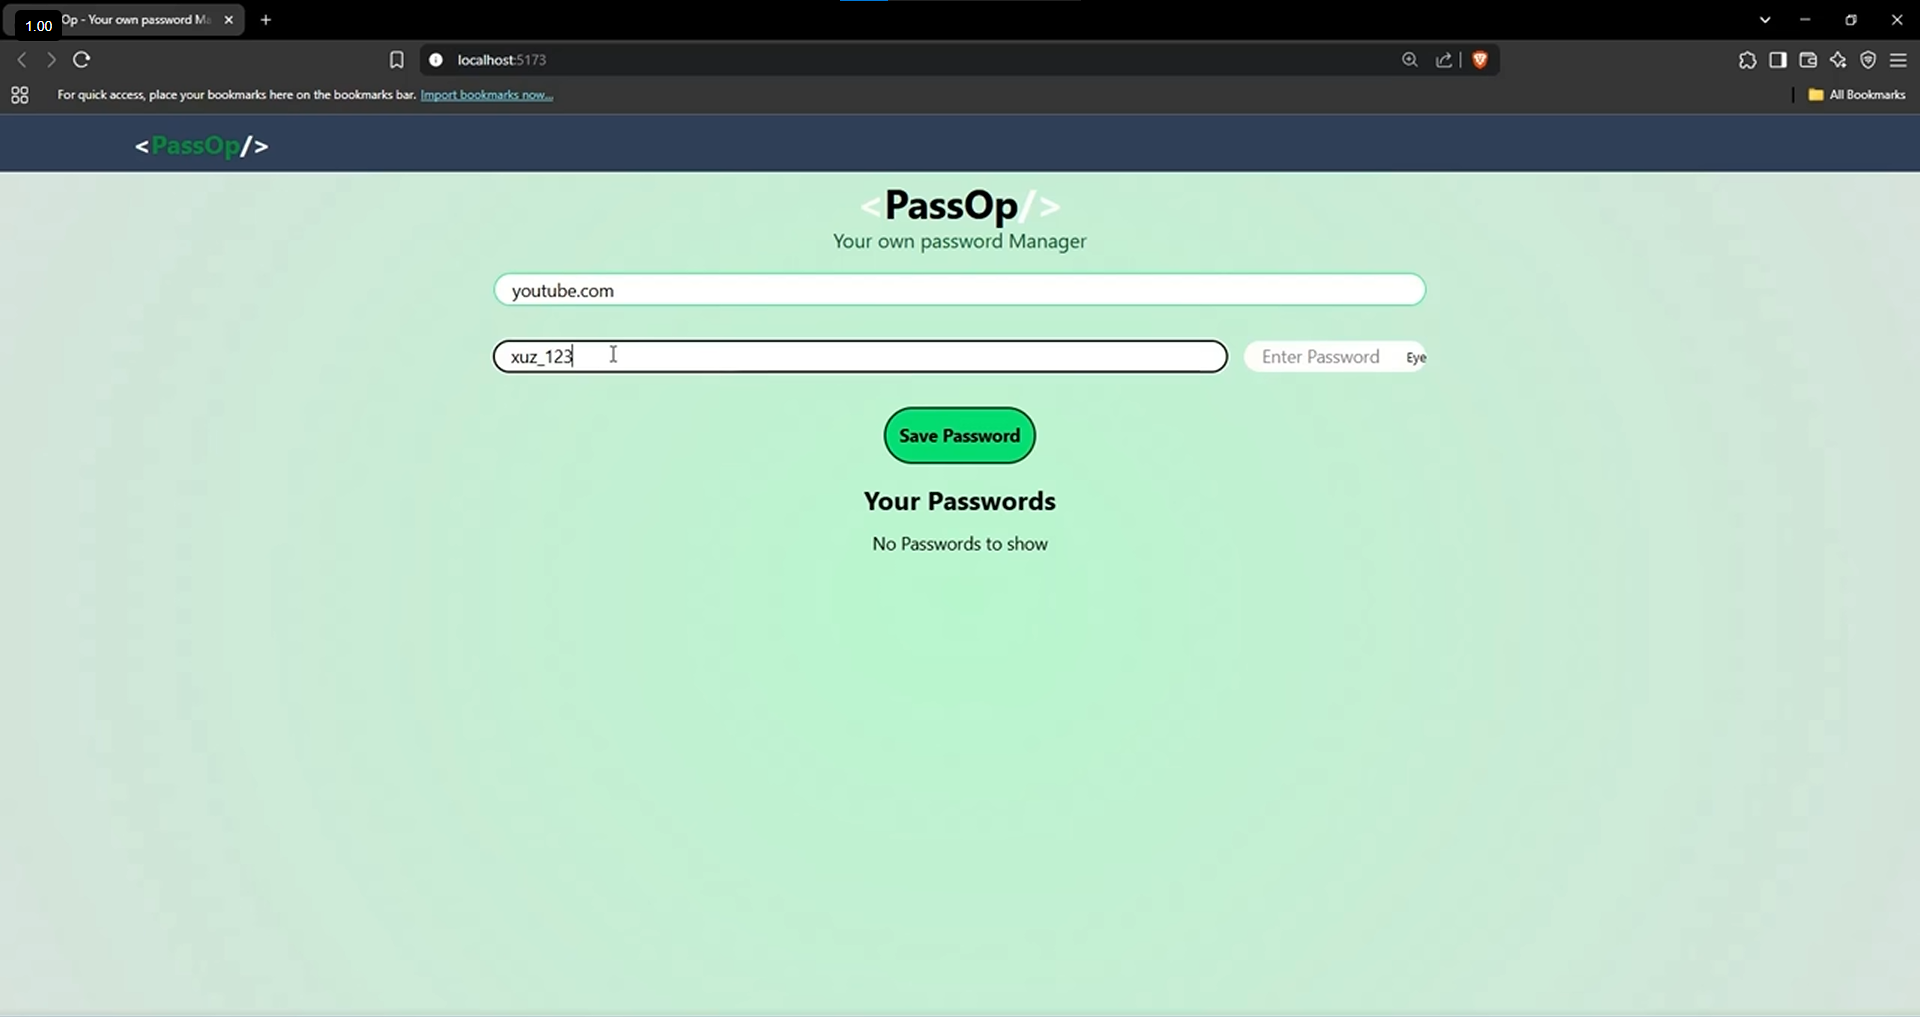 1.00
Op - Your own password Ma
localhost:5173
For quick access, place your bookmarks here on the bookmarks bar. Import bookmarks now...
All Bookmarks
<PassOp/>
<PassOp/>
Your own password Manager
youtube.com
xuz_123
Enter Password Eye
Save Password
Your Passwords
No Passwords to show